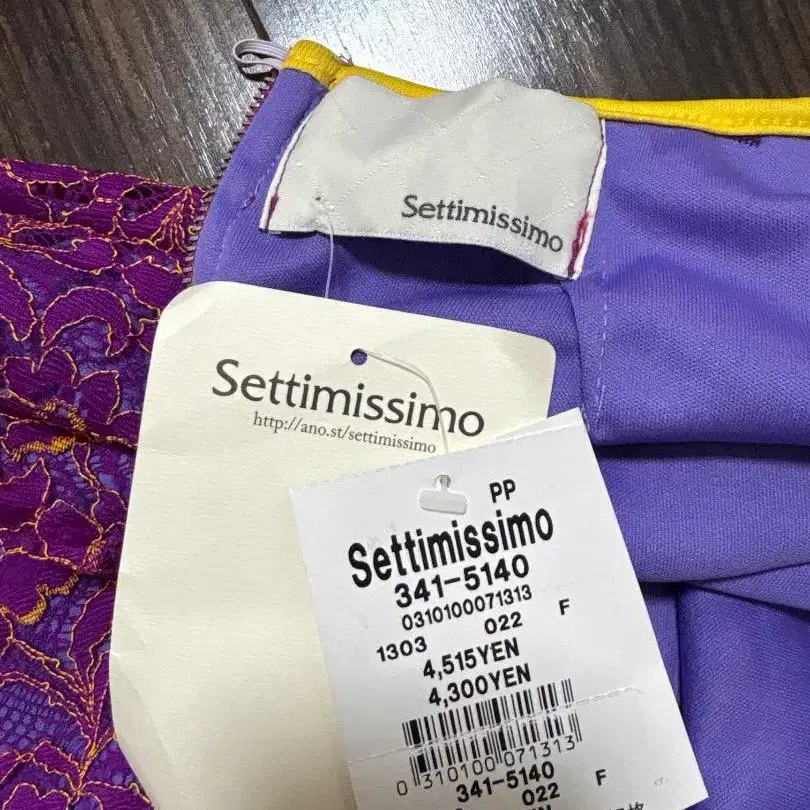 Settimissimo
Settimissimo
http://ano.st/settimissimo
PP
Settimissimo
341-5140
0310100071313
1303 022 F
4,515YEN
4,300YEN
0 310100 071313
341-5140
022 F